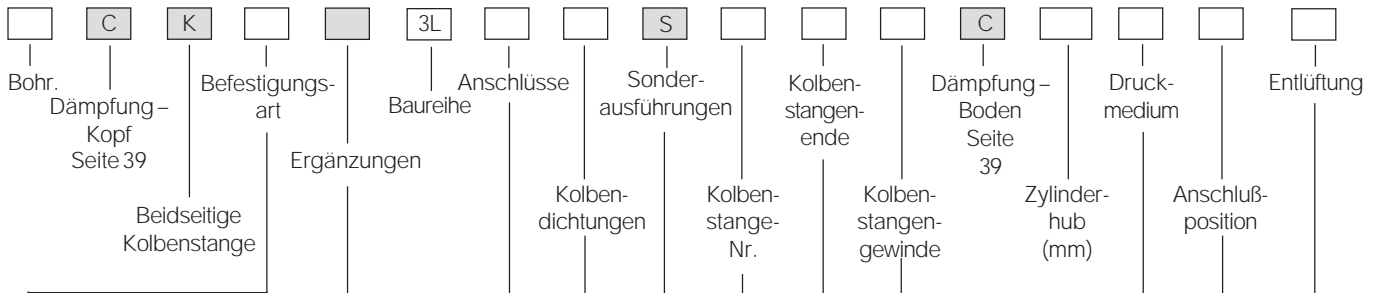 C K 3L S C
Bohr.
Dämpfung –
Kopf
Seite 39
Beidseitige
Kolbenstange
Befestigungs-
art
Ergänzungen
Baureihe
Anschlüsse
Kolben-
dichtungen
Sonder-
ausführungen
Kolben-
stange-
Nr.
Kolben-
stangen-
ende
Kolben-
stangen-
gewinde
Dämpfung –
Boden
Seite
39
Zylinder-
hub
(mm)
Druck-
medium
Anschluß-
position
Entlüftung